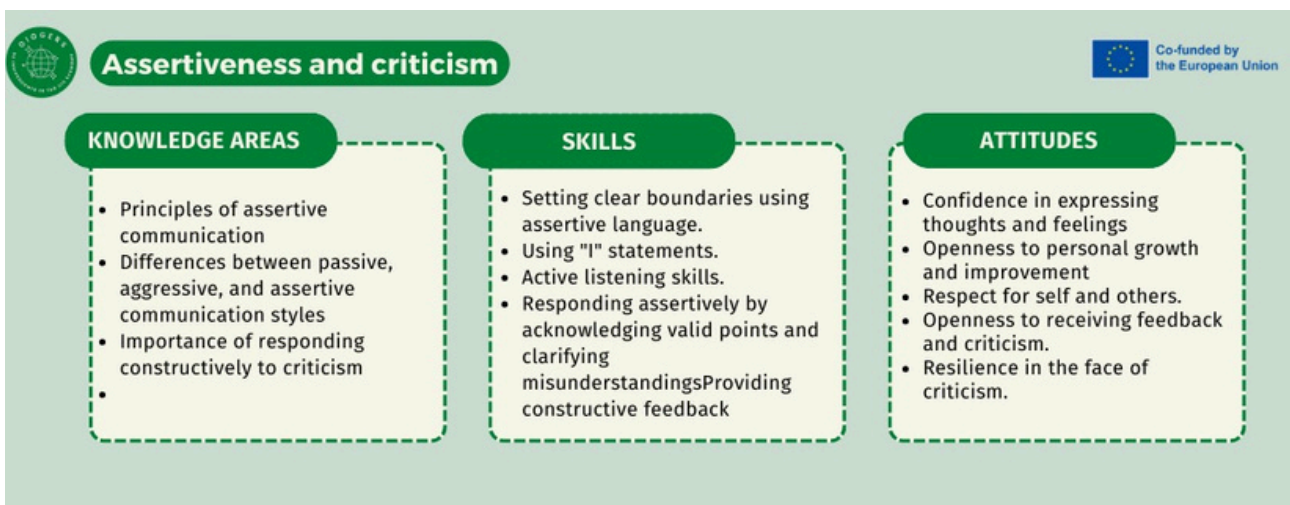 DIOGENES
Assertiveness and criticism
Co-funded by
the European Union
KNOWLEDGE AREAS
• Principles of assertive
communication
• Differences between passive,
aggressive, and assertive
communication styles
• Importance of responding
constructively to criticism
•
SKILLS
• Setting clear boundaries using
assertive language.
• Using "I" statements.
• Active listening skills.
• Responding assertively by
acknowledging valid points and
clarifying
misunderstandingsProviding
constructive feedback
ATTITUDES
• Confidence in expressing
thoughts and feelings
• Openness to personal growth
and improvement
• Respect for self and others.
• Openness to receiving feedback
and criticism.
• Resilience in the face of
criticism.